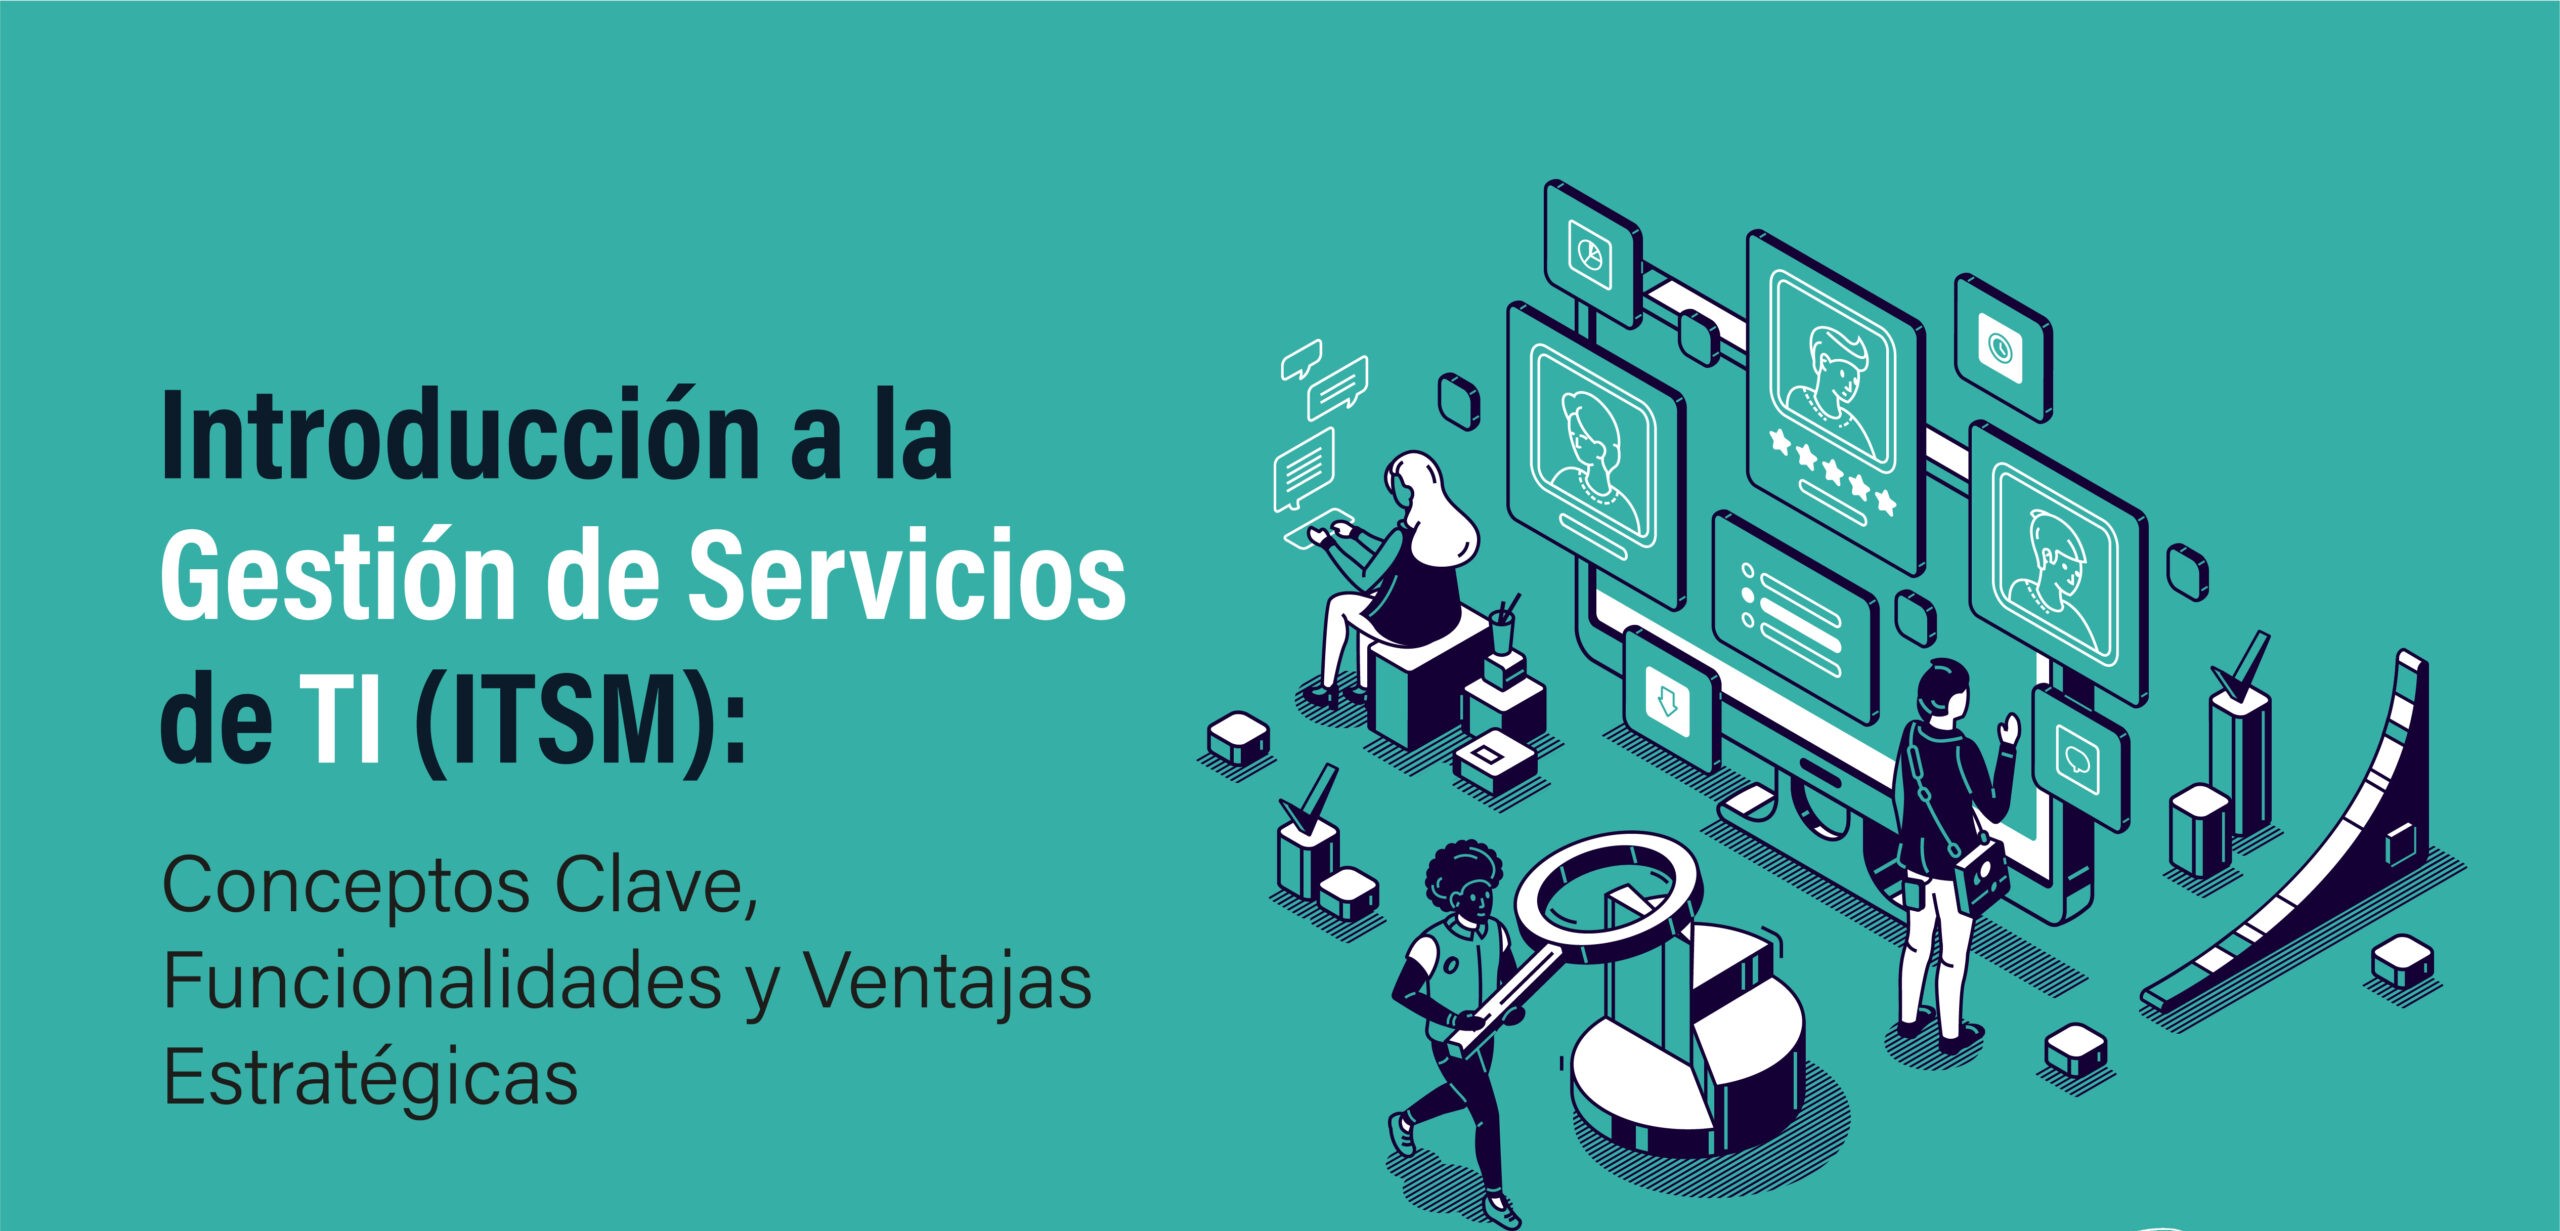 Introducción a la
Gestión de Servicios
de TI (ITSM):
Conceptos Clave,
Funcionalidades y Ventajas
Estratégicas